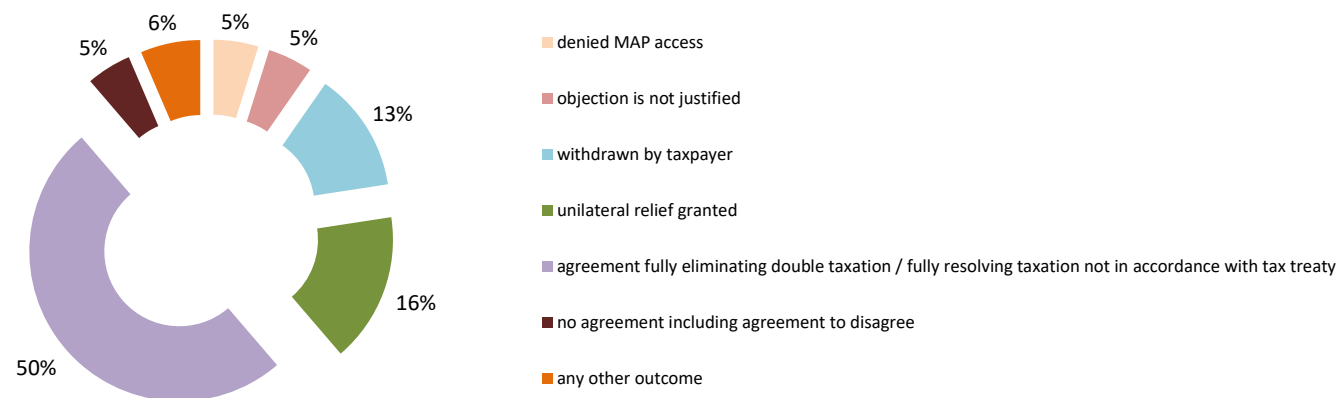 6%
5%
5%
5%
13%
16%
50%
denied MAP access
objection is not justified
withdrawn by taxpayer
unilateral relief granted
agreement fully eliminating double taxation / fully resolving taxation not in accordance with tax treaty
no agreement including agreement to disagree
any other outcome